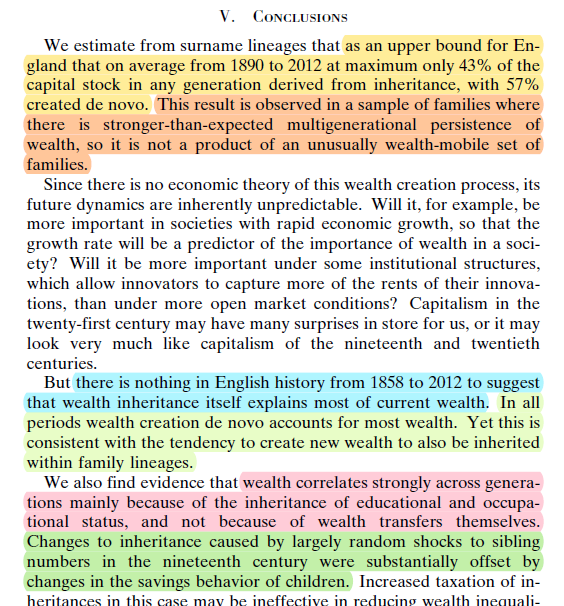 V. Conclusions
We estimate from surname lineages that as an upper bound for En-
gland that on average from 1890 to 2012 at maximum only 43% of the
capital stock in any generation derived from inheritance, with 57%
created de novo. This result is observed in a sample of families where
there is stronger-than-expected multigenerational persistence of
wealth, so it is not a product of an unusually wealth-mobile set of
families.
Since there is no economic theory of this wealth creation process, its
future dynamics are inherently unpredictable. Will it, for example, be
more important in societies with rapid economic growth, so that the
growth rate will be a predictor of the importance of wealth in a soci-
ety? Will it be more important under some institutional structures,
which allow innovators to capture more of the rents of their innova-
tions, than under more open market conditions? Capitalism in the
twenty-first century may have many surprises in store for us, or it may
look very much like capitalism of the nineteenth and twentieth
centuries.
But there is nothing in English history from 1858 to 2012 to suggest
that wealth inheritance itself explains most of current wealth. In all
periods wealth creation de novo accounts for most wealth. Yet this is
consistent with the tendency to create new wealth to also be inherited
within family lineages.
We also find evidence that wealth correlates strongly across genera-
tions mainly because of the inheritance of educational and occupa-
tional status, and not because of wealth transfers themselves.
Changes to inheritance caused by largely random shocks to sibling
numbers in the nineteenth century were substantially offset by
changes in the savings behavior of children. Increased taxation of in-
heritances in this case may be ineffective in reducing wealth inequali-